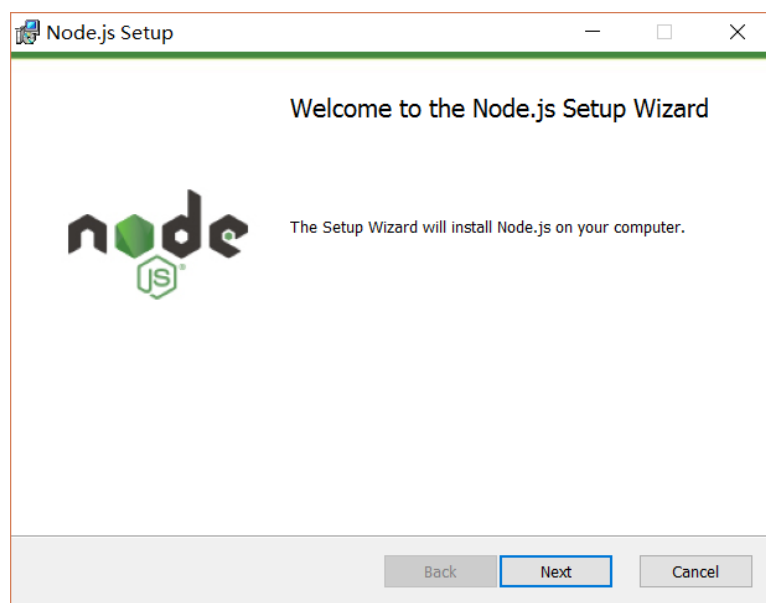 Node.js Setup
Welcome to the Node.js Setup Wizard
node
JS®
The Setup Wizard will install Node.js on your computer.
Back
Next
Cancel